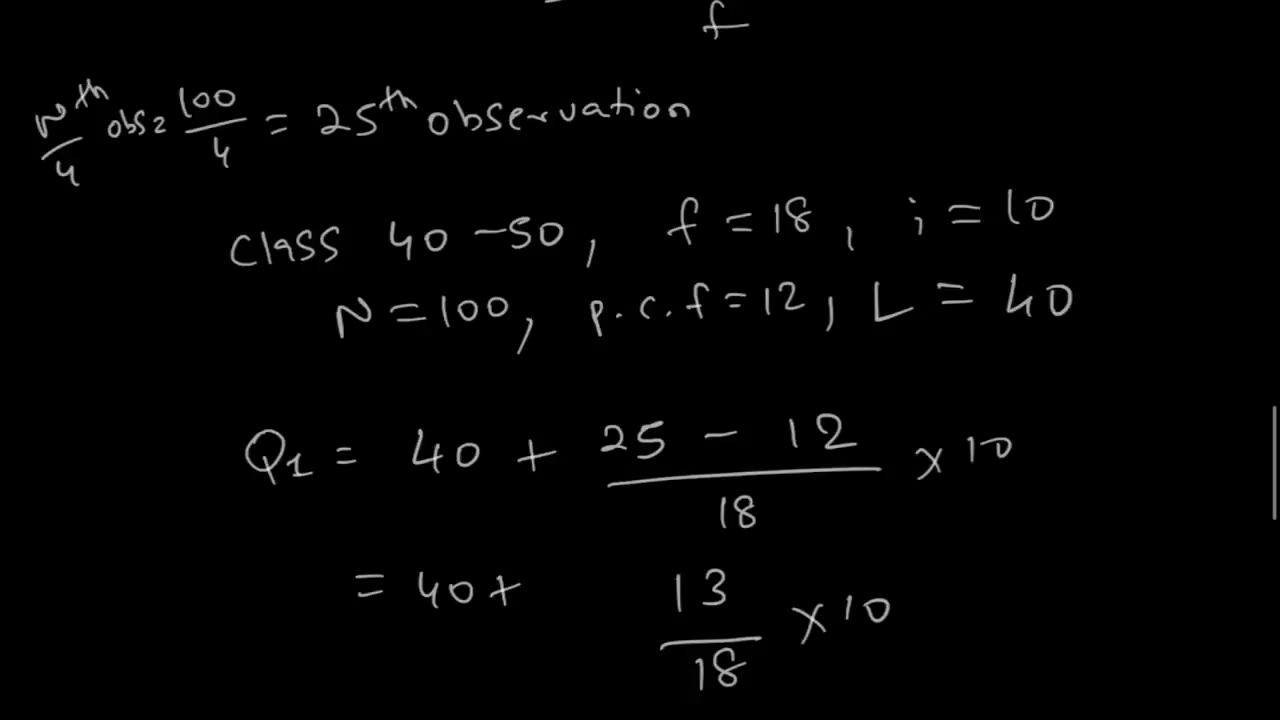 f
N/4 th obs = 100/4 = 25th observation
Class 40-50, f = 18, i = 10
N = 100, p.c.f = 12, L = 40
Q1 = 40 + 25 - 12 / 18 × 10
= 40 + 13/18 × 10